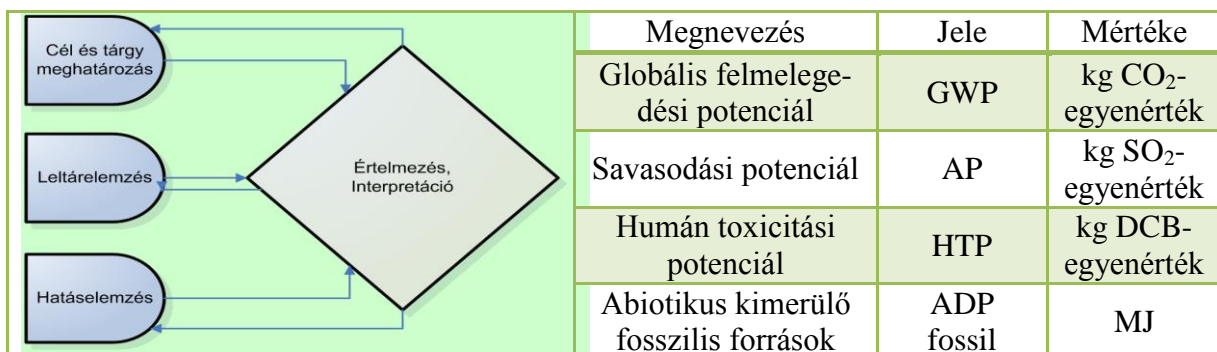 Cél és tárgy
meghatározás
Leltárelemzés
Hatáselemzés
Értelmezés,
Interpretáció
Megnevezés Jele Mértéke
Globális felmelege-
dési potenciál
GWP
kg CO₂-
egyenérték
Savasodási potenciál
AP
kg SO₂-
egyenérték
Humán toxicitási
potenciál
HTP
kg DCB-
egyenérték
Abiotikus kimerülő
fosszilis források
ADP
fossil
MJ